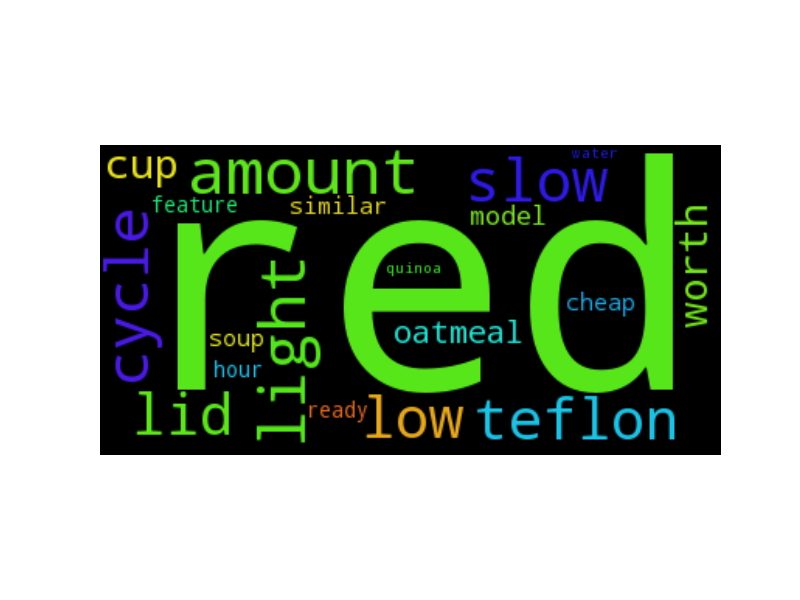 cup
amount
slow
water
feature
similar
model
cycle
red
worth
light
quinoa
cheap
soup
oatmeal
hour
lid
ready
low
teflon